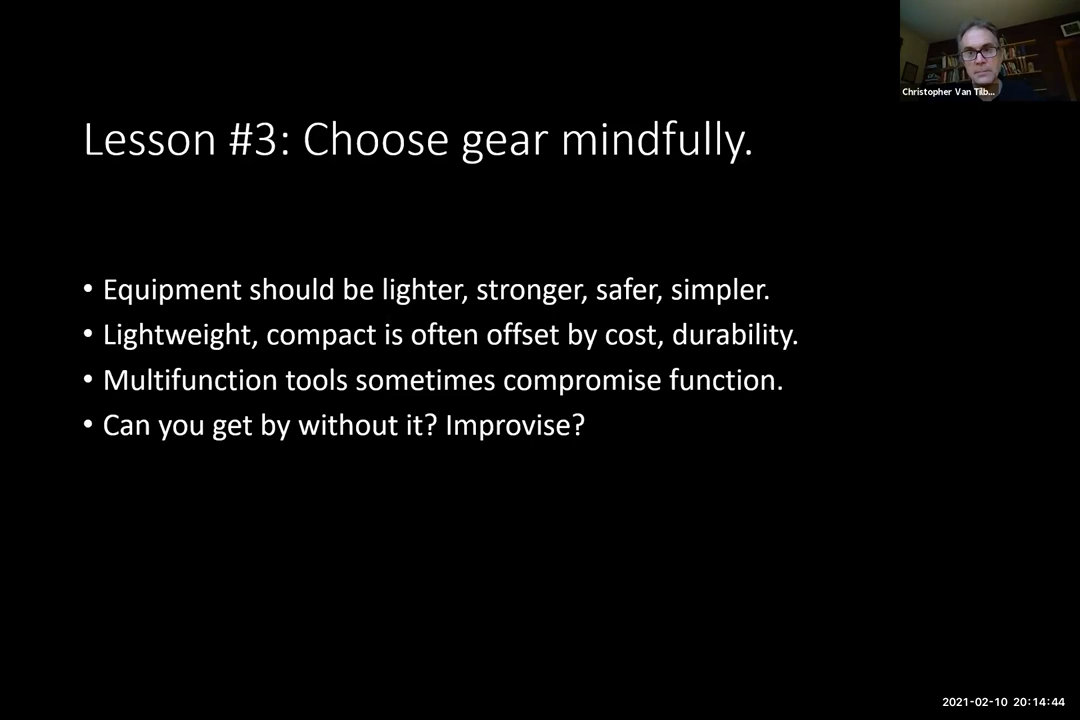 Christopher Van Tilb...
Lesson #3: Choose gear mindfully.
• Equipment should be lighter, stronger, safer, simpler.
• Lightweight, compact is often offset by cost, durability.
• Multifunction tools sometimes compromise function.
• Can you get by without it? Improvise?
2021-02-10 20:14:44